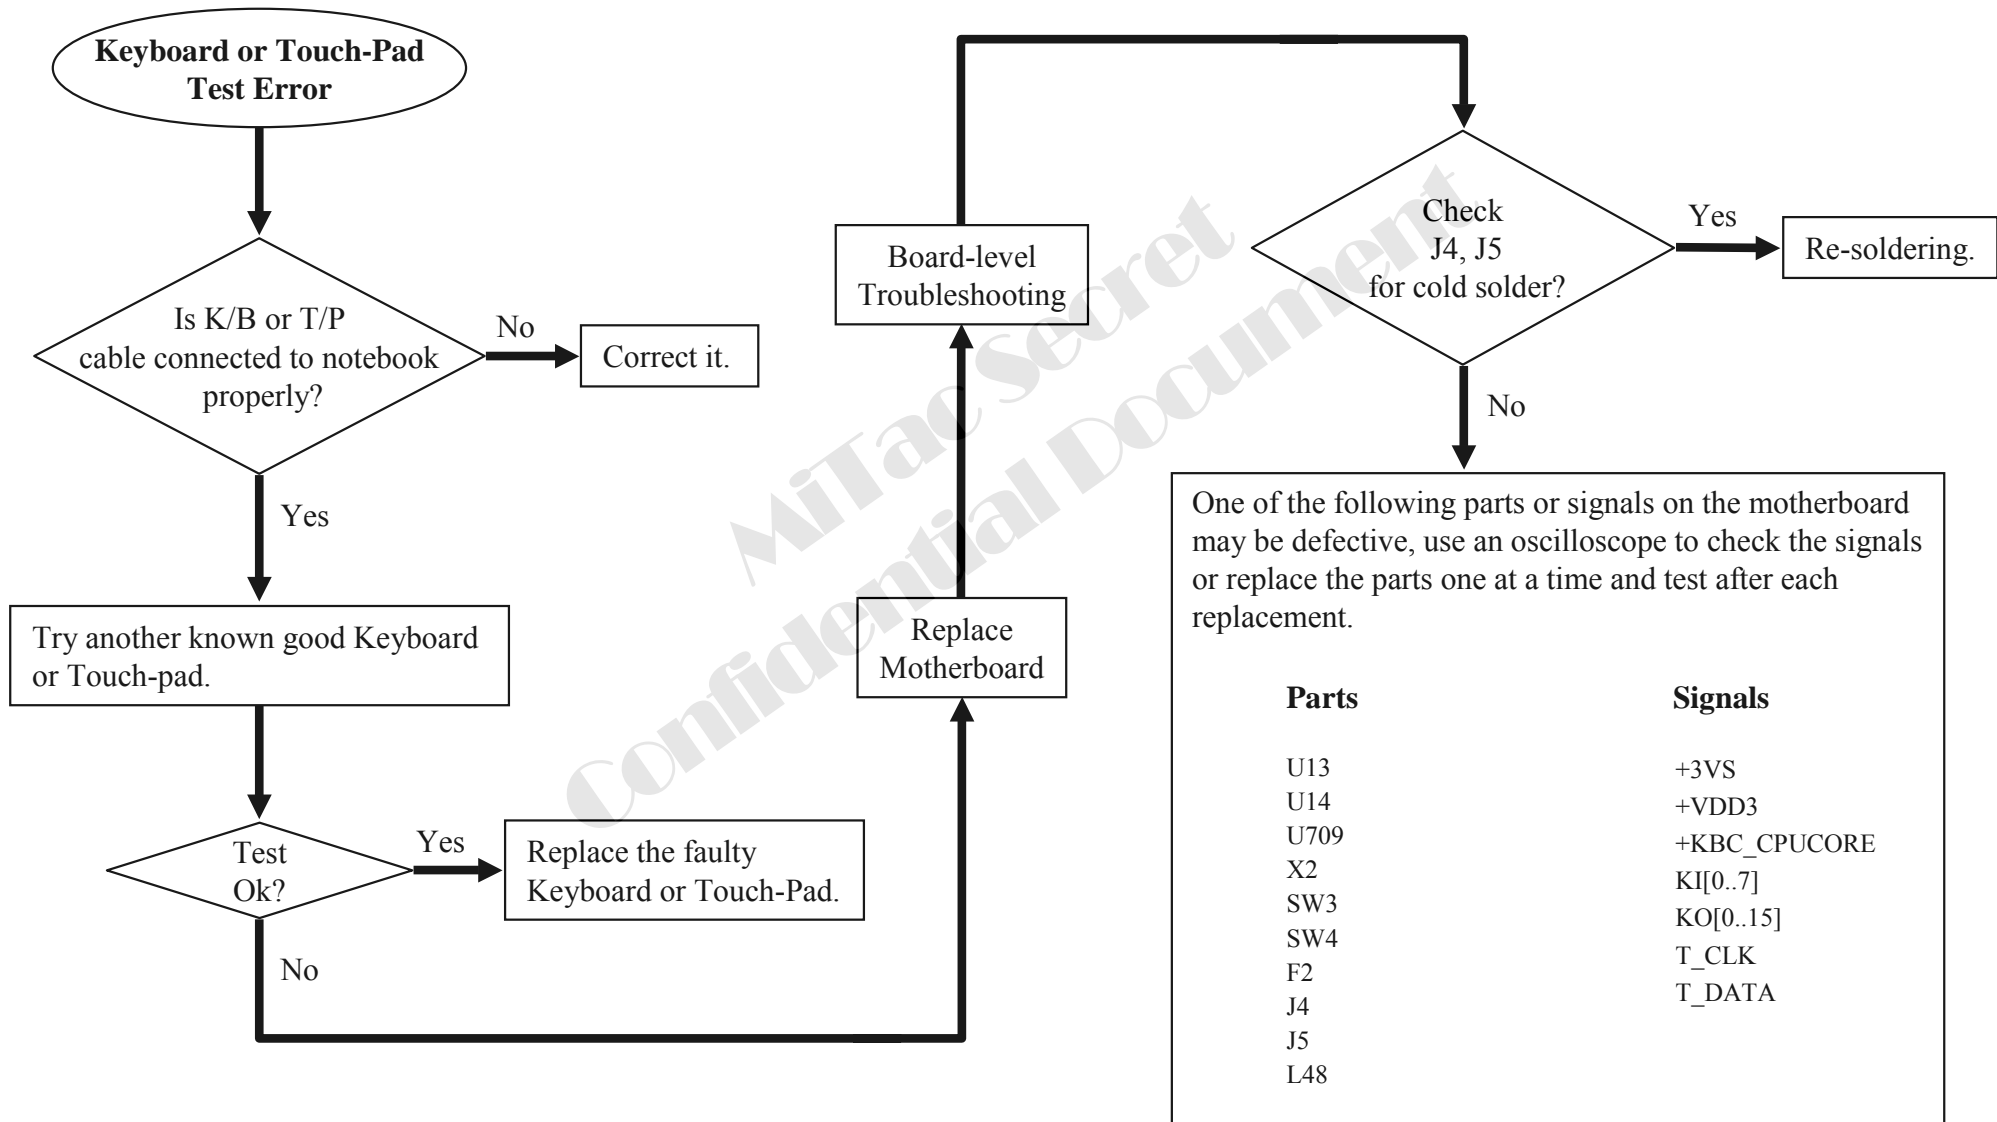 Keyboard or Touch-Pad
Test Error
Is K/B or T/P
cable connected to notebook
properly?
No
Correct it.
Yes
Try another known good Keyboard
or Touch-pad.
Test
Ok?
Yes
Replace the faulty
Keyboard or Touch-Pad.
No
Replace
Motherboard
Board-level
Troubleshooting
Check
J4, J5
for cold solder?
Yes
Re-soldering.
No
One of the following parts or signals on the motherboard
may be defective, use an oscilloscope to check the signals
or replace the parts one at a time and test after each
replacement.
Parts
U13
U14
U709
X2
SW3
SW4
F2
J4
J5
L48
Signals
+3VS
+VDD3
+KBC_CPUCORE
KI[0..7]
KO[0..15]
T_CLK
T_DATA
MiTac Secret
Confidential Document